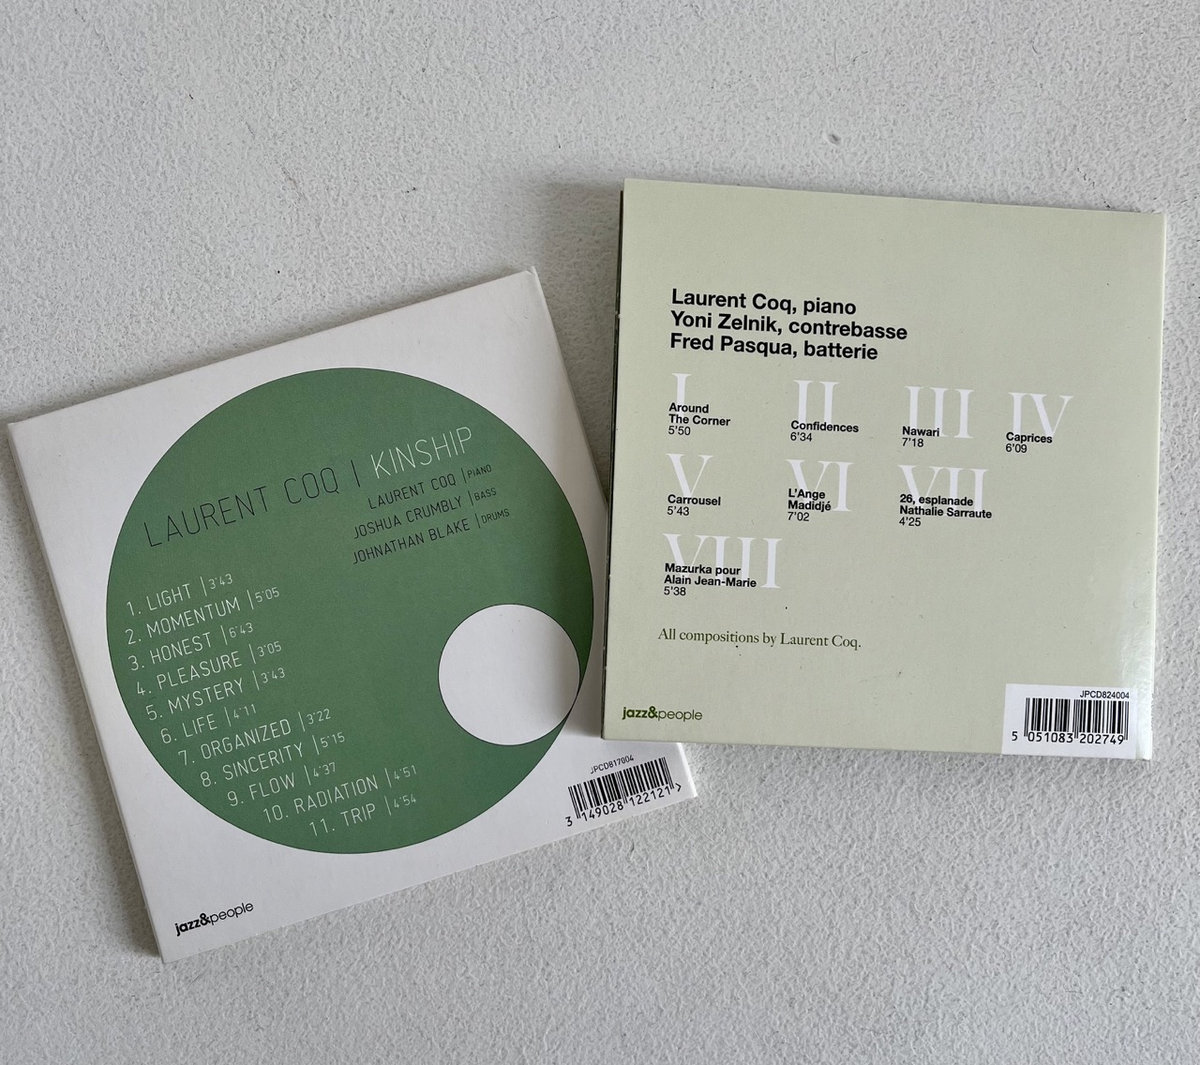 LAURENT COQ | KINSHIP
LAURENT COQ | PIANO
JOSHUA CRUMBLY | BASS
JOHNATHAN BLAKE | DRUMS
1. LIGHT | 3'43
2. MOMENTUM | 5'05
3. HONEST | 6'43
4. PLEASURE | 3'05
5. MYSTERY | 3'43
6. LIFE | 4'11
7. ORGANIZED | 3'22
8. SINCERITY | 5'15
9. FLOW | 4'37
10. RADIATION | 4'51
11. TRIP | 4'54
JPCD817004
3 149028 122121 >
jazz&people
Laurent Coq, piano
Yoni Zelnik, contrebasse
Fred Pasqua, batterie
I
Around
The Corner
5'50
II
Confidences
6'34
III
Nawari
7'18
IV
Caprices
6'09
V
Carrousel
5'43
VI
L'Ange
Madidjé
7'02
VII
26, esplanade
Nathalie Sarraute
4'25
VIII
Mazurka pour
Alain Jean-Marie
5'38
All compositions by Laurent Coq.
jazz&people
JPCD824004
5 051083 202749